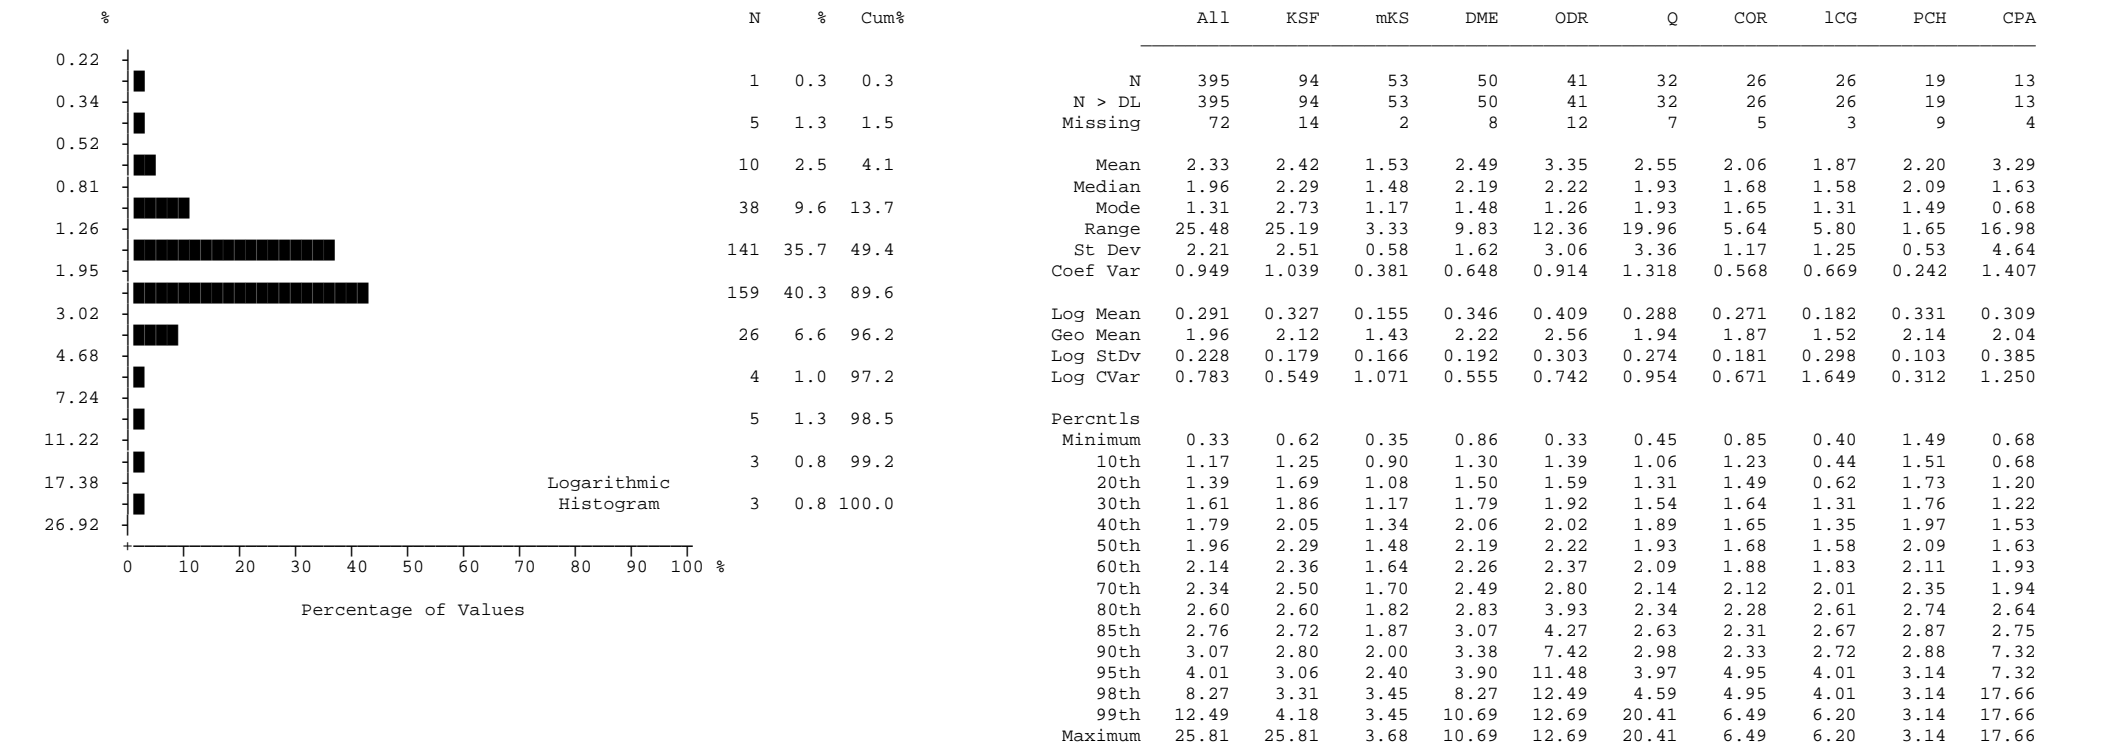 % N % Cum% All KSF mKS DME ODR Q COR lCG PCH CPA
0.22
1 0.3 0.3 N 395 94 53 50 41 32 26 26 19 13
0.34 N > DL 395 94 53 50 41 32 26 26 19 13
5 1.3 1.5 Missing 72 14 2 8 12 7 5 3 9 4
0.52
10 2.5 4.1 Mean 2.33 2.42 1.53 2.49 3.35 2.55 2.06 1.87 2.20 3.29
0.81 Median 1.96 2.29 1.48 2.19 2.22 1.93 1.68 1.58 2.09 1.63
38 9.6 13.7 Mode 1.31 2.73 1.17 1.48 1.26 1.93 1.65 1.31 1.49 0.68
1.26 Range 25.48 25.19 3.33 9.83 12.36 19.96 5.64 5.80 1.65 16.98
141 35.7 49.4 St Dev 2.21 2.51 0.58 1.62 3.06 3.36 1.17 1.25 0.53 4.64
1.95 Coef Var 0.949 1.039 0.381 0.648 0.914 1.318 0.568 0.669 0.242 1.407
159 40.3 89.6
3.02 Log Mean 0.291 0.327 0.155 0.346 0.409 0.288 0.271 0.182 0.331 0.309
26 6.6 96.2 Geo Mean 1.96 2.12 1.43 2.22 2.56 1.94 1.87 1.52 2.14 2.04
4.68 Log StDv 0.228 0.179 0.166 0.192 0.303 0.274 0.181 0.298 0.103 0.385
4 1.0 97.2 Log CVar 0.783 0.549 1.071 0.555 0.742 0.954 0.671 1.649 0.312 1.250
7.24
5 1.3 98.5 Percntls
11.22 Minimum 0.33 0.62 0.35 0.86 0.33 0.45 0.85 0.40 1.49 0.68
3 0.8 99.2 10th 1.17 1.25 0.90 1.30 1.39 1.06 1.23 0.44 1.51 0.68
17.38 Logarithmic 20th 1.39 1.69 1.08 1.50 1.59 1.31 1.49 0.62 1.73 1.20
Histogram 3 0.8 100.0 30th 1.61 1.86 1.17 1.79 1.92 1.54 1.64 1.31 1.76 1.22
26.92 40th 1.79 2.05 1.34 2.06 2.02 1.89 1.65 1.35 1.97 1.53
50th 1.96 2.29 1.48 2.19 2.22 1.93 1.68 1.58 2.09 1.63
0 10 20 30 40 50 60 70 80 90 100 % 60th 2.14 2.36 1.64 2.26 2.37 2.09 1.88 1.83 2.11 1.93
70th 2.34 2.50 1.70 2.49 2.80 2.14 2.12 2.01 2.35 1.94
Percentage of Values 80th 2.60 2.60 1.82 2.83 3.93 2.34 2.28 2.61 2.74 2.64
85th 2.76 2.72 1.87 3.07 4.27 2.63 2.31 2.67 2.87 2.75
90th 3.07 2.80 2.00 3.38 7.42 2.98 2.33 2.72 2.88 7.32
95th 4.01 3.06 2.40 3.90 11.48 3.97 4.95 4.01 3.14 7.32
98th 8.27 3.31 3.45 8.27 12.49 4.59 4.95 4.01 3.14 17.66
99th 12.49 4.18 3.45 10.69 12.69 20.41 6.49 6.20 3.14 17.66
Maximum 25.81 25.81 3.68 10.69 12.69 20.41 6.49 6.20 3.14 17.66